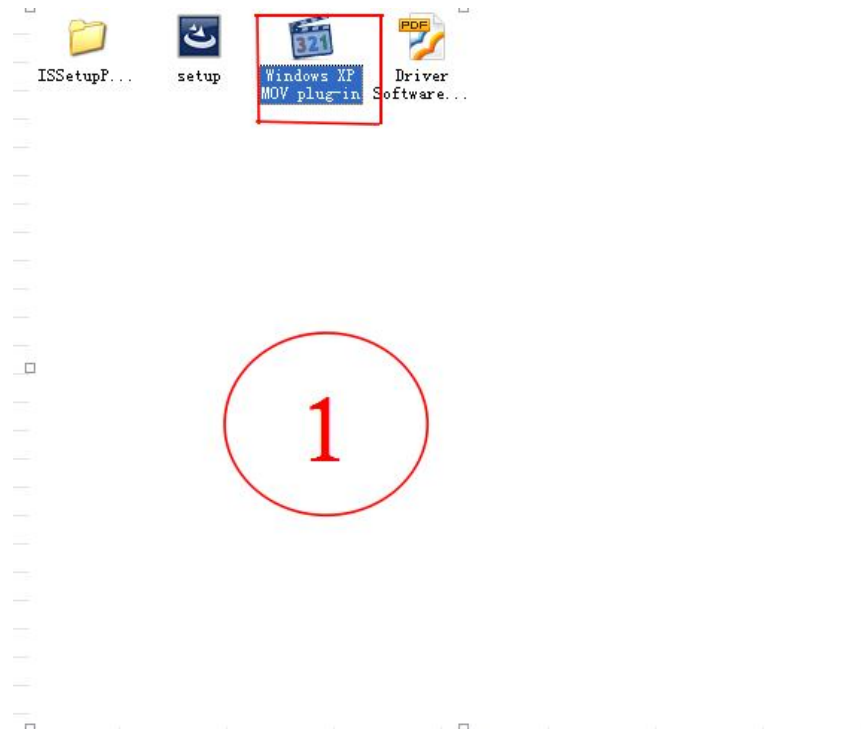 ISSetupP...
setup
321
Windows XP
MOV plug-in
PDF
Driver
Software...
1